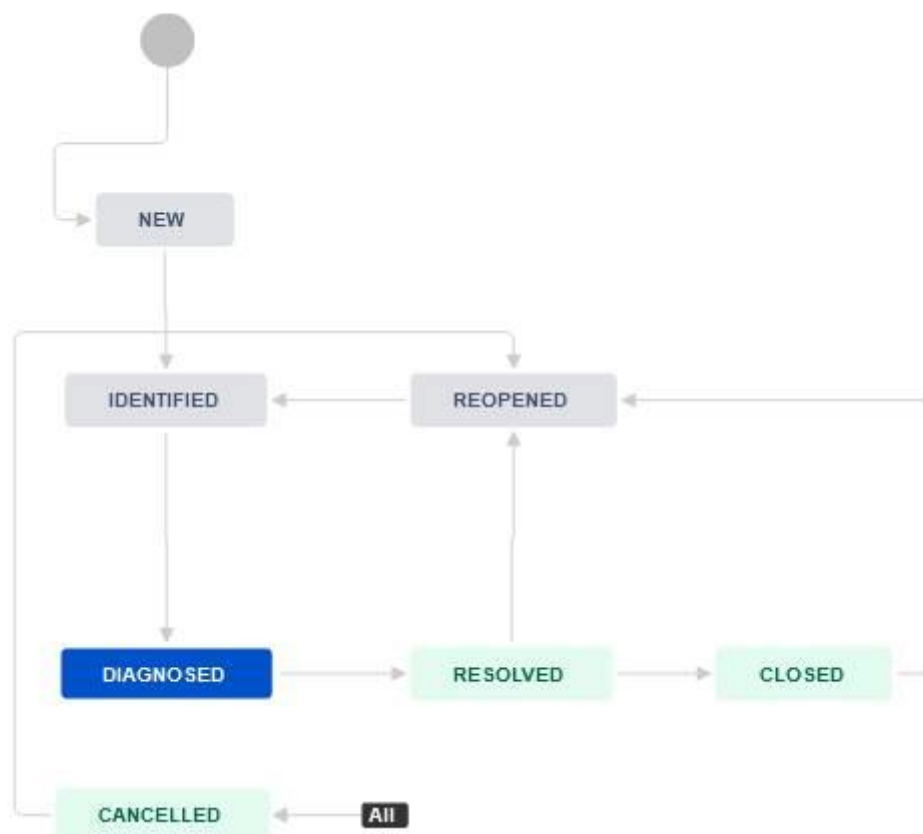 NEW
IDENTIFIED
REOPENED
DIAGNOSED
RESOLVED
CLOSED
CANCELLED
All